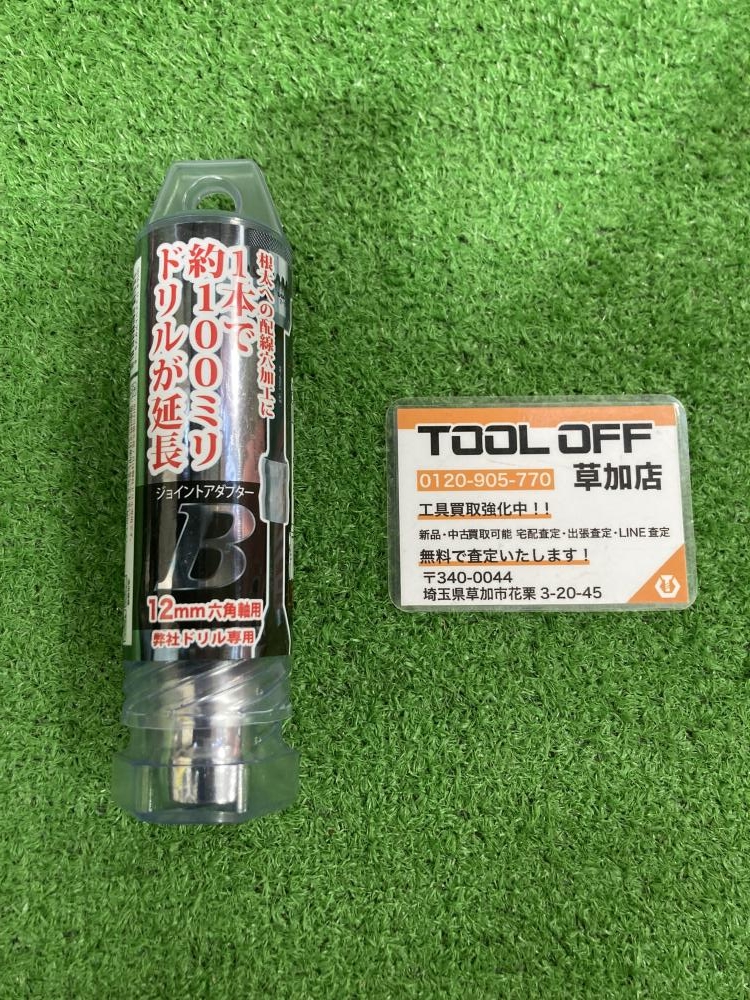 根太への配線穴加工に
1本で
約100ミリ
ドリルが延長
ジョイントアダプター
B
12mm六角軸用
弊社ドリル専用
TOOL OFF
0120-905-770 草加店
工具買取強化中!!
新品・中古買取可能 宅配査定・出張査定・LINE査定
無料で査定いたします!
〒340-0044
埼玉県草加市花栗 3-20-45